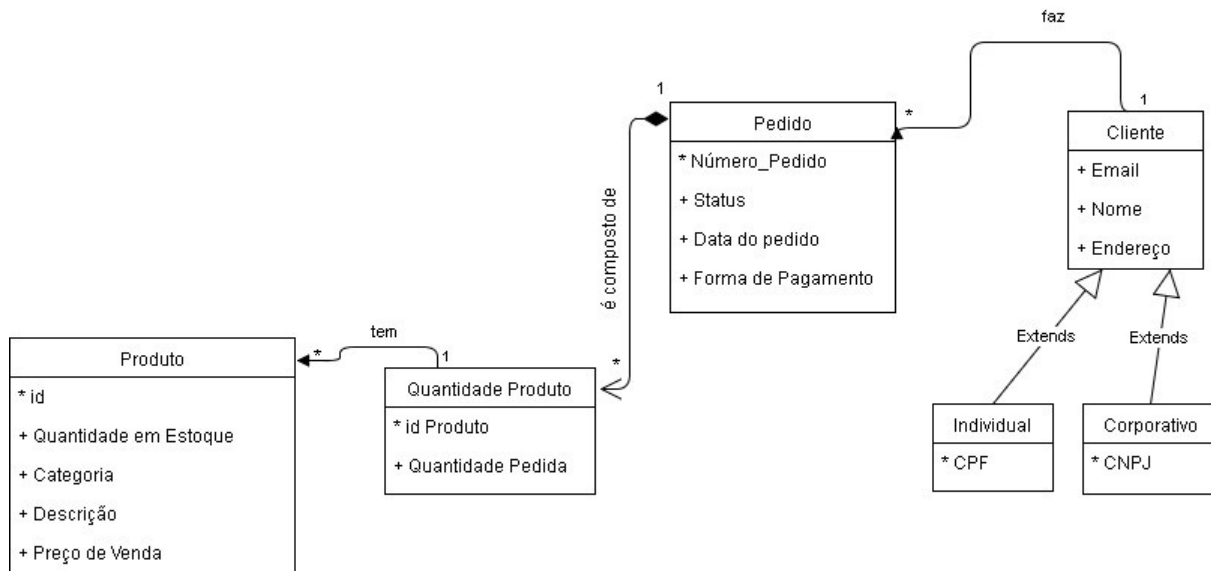 faz
1
*
1
Pedido
* Número_Pedido
+ Status
+ Data do pedido
+ Forma de Pagamento
Cliente
+ Email
+ Nome
+ Endereço
é composto de
*
Extends
Extends
Individual
* CPF
Corporativo
* CNPJ
tem
*
1
Produto
* id
+ Quantidade em Estoque
+ Categoria
+ Descrição
+ Preço de Venda
Quantidade Produto
* id Produto
+ Quantidade Pedida